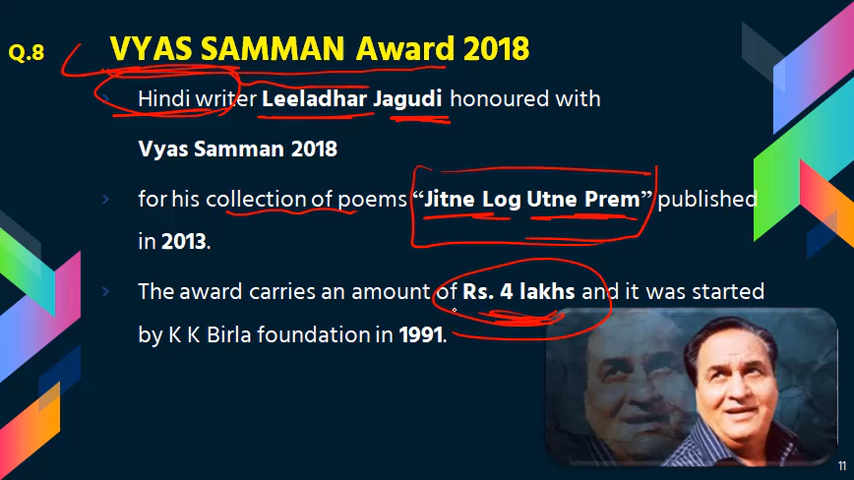 Q.8 VYAS SAMMAN Award 2018
Hindi writer Leeladhar Jagudi honoured with
Vyas Samman 2018
for his collection of poems “Jitne Log Utne Prem” published
in 2013.
The award carries an amount of Rs. 4 lakhs and it was started
by K K Birla foundation in 1991.
11